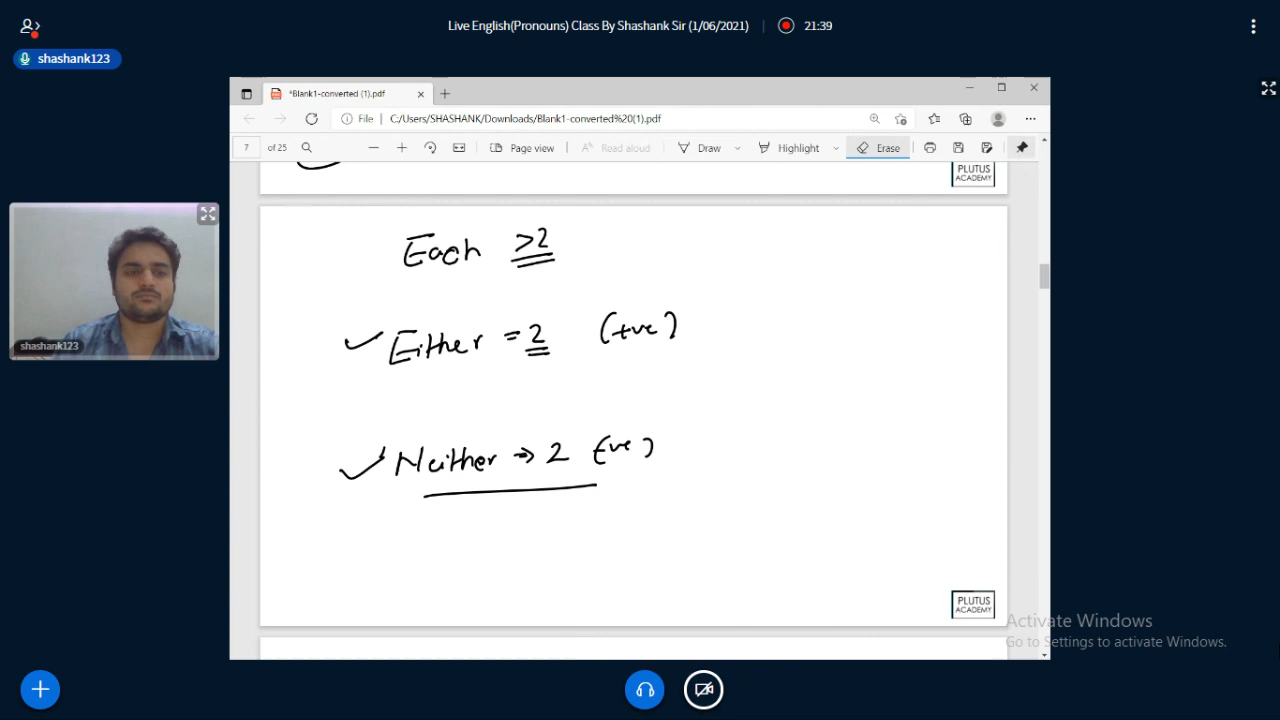 Live English(Pronouns) Class By Shashank Sir (1/06/2021)
21:39
shashank123
*Blank1-converted (1).pdf
File
C:/Users/SHASHANK/Downloads/Blank1-converted%20(1).pdf
7 of 25
Page view
Read aloud
Draw
Highlight
Erase
PLUTUS
ACADEMY
Each >2
Either = 2 (+ve)
shashank123
Neither → 2 (-ve)
PLUTUS
ACADEMY
Activate Windows
Go to Settings to activate Windows.